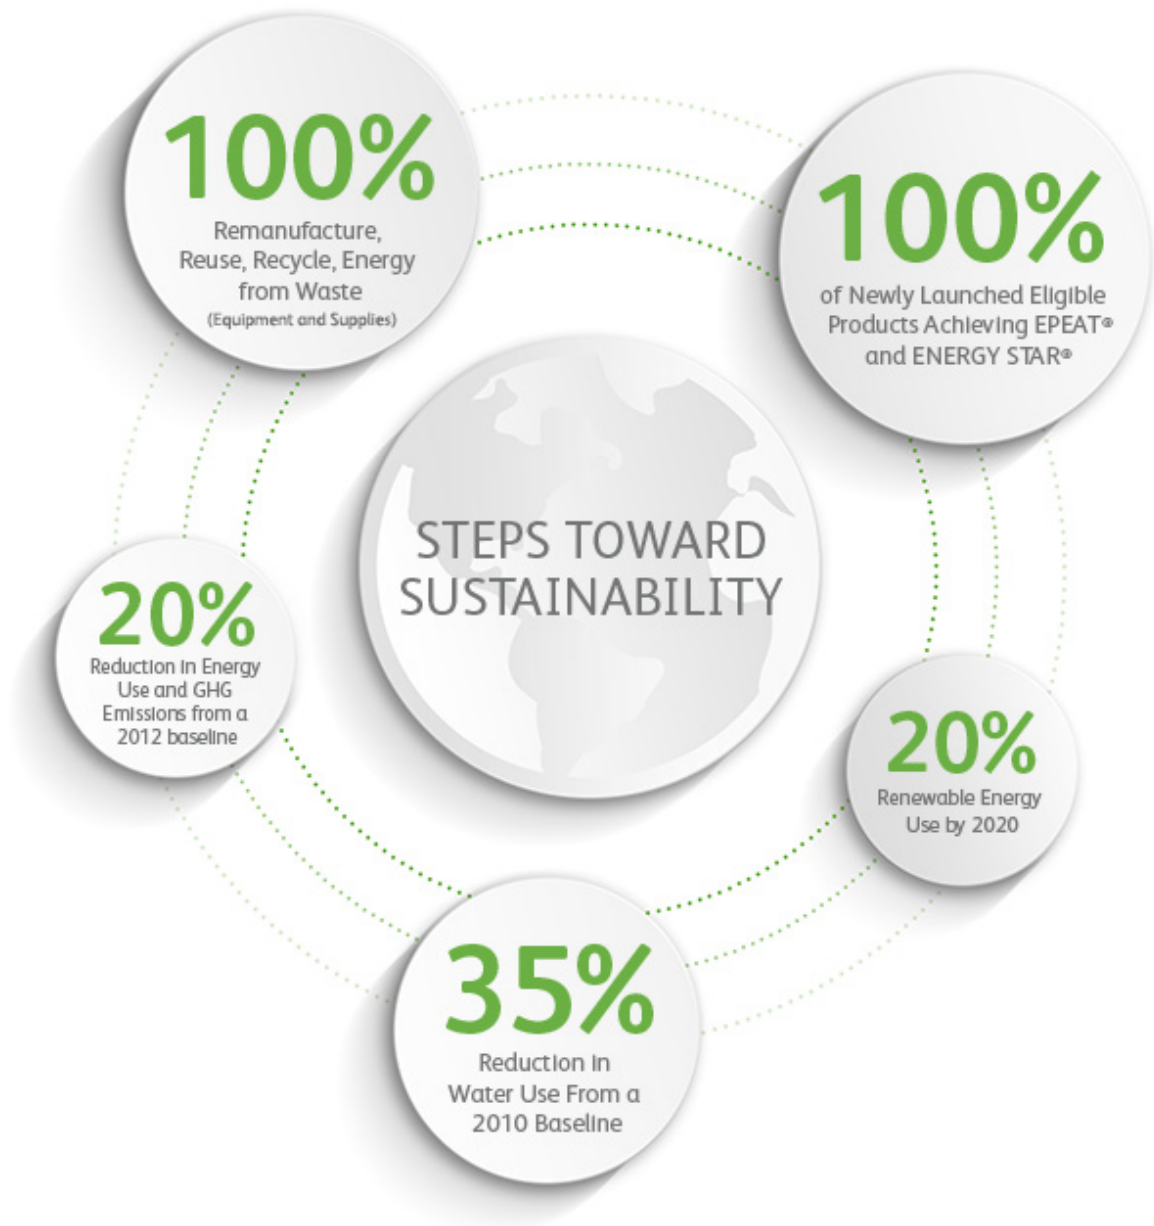 100%
Remanufacture,
Reuse, Recycle, Energy
from Waste
(Equipment and Supplies)
100%
of Newly Launched Eligible
Products Achieving EPEAT®
and ENERGY STAR®
STEPS TOWARD
SUSTAINABILITY
20%
Reduction in Energy
Use and GHG
Emissions from a
2012 baseline
20%
Renewable Energy
Use by 2020
35%
Reduction in
Water Use From a
2010 Baseline